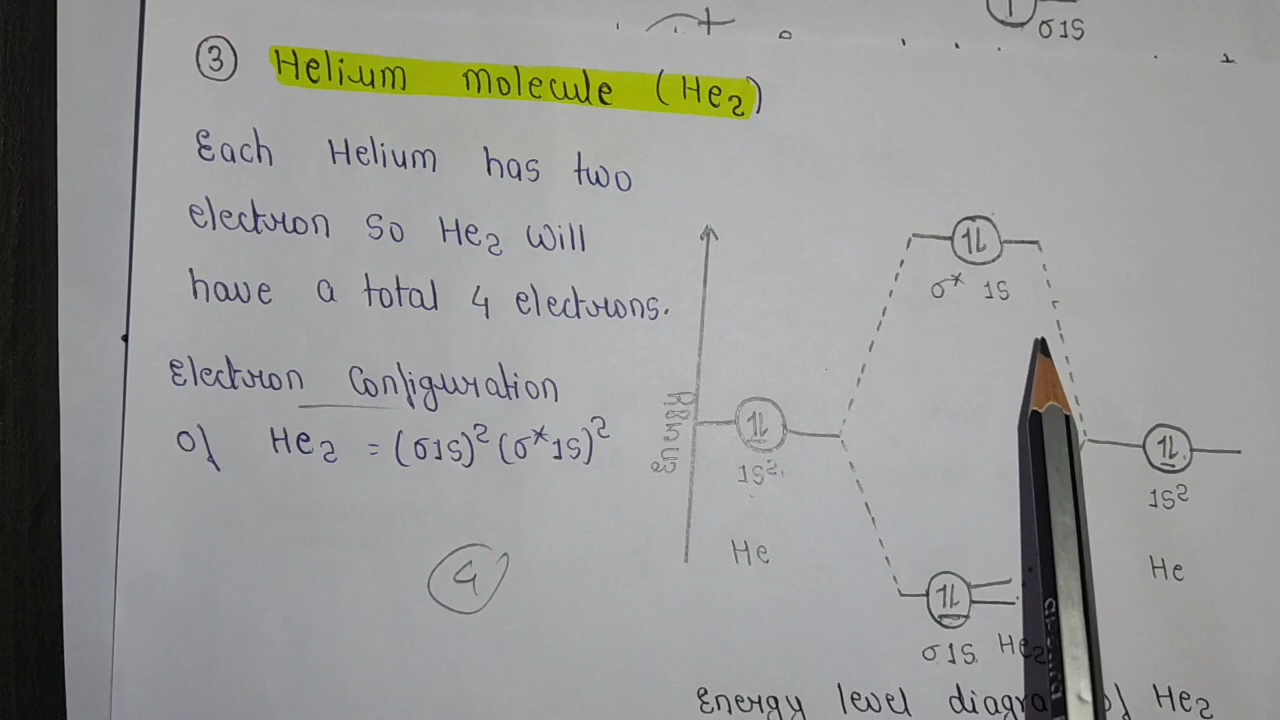 σ1s
③ Helium molecule (He₂)
Each Helium has two
electron so He₂ will
have a total 4 electrons.
Electron Configuration
of He₂ = (σ1s)² (σ*1s)²
4
Energy
1s²
He
σ* 1s
1s²
He
σ1s He₂
Energy level diagra of He₂